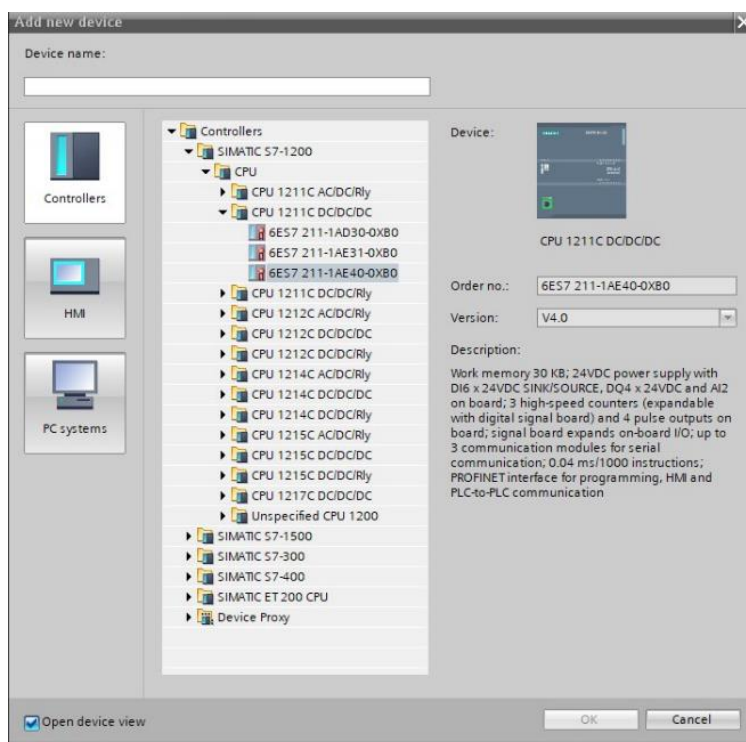 Add new device
Device name:
Controllers
HMI
PC systems
Controllers
SIMATIC S7-1200
CPU
CPU 1211C AC/DC/Rly
CPU 1211C DC/DC/DC
6ES7 211-1AD30-0XB0
6ES7 211-1AE31-0XB0
6ES7 211-1AE40-0XB0
CPU 1211C DC/DC/Rly
CPU 1212C AC/DC/Rly
CPU 1212C DC/DC/DC
CPU 1212C DC/DC/Rly
CPU 1214C AC/DC/Rly
CPU 1214C DC/DC/DC
CPU 1214C DC/DC/Rly
CPU 1215C AC/DC/Rly
CPU 1215C DC/DC/DC
CPU 1215C DC/DC/Rly
CPU 1217C DC/DC/DC
Unspecified CPU 1200
SIMATIC S7-1500
SIMATIC S7-300
SIMATIC S7-400
SIMATIC ET 200 CPU
Device Proxy
Device:
CPU 1211C DC/DC/DC
Order no.: 6ES7 211-1AE40-0XB0
Version: V4.0
Description:
Work memory 30 KB; 24VDC power supply with
DI6 x 24VDC SINK/SOURCE, DQ4 x 24VDC and AI2
on board; 3 high-speed counters (expandable
with digital signal board) and 4 pulse outputs on
board; signal board expands on-board I/O; up to
3 communication modules for serial
communication; 0.04 ms/1000 instructions;
PROFINET interface for programming, HMI and
PLC-to-PLC communication
Open device view
OK
Cancel